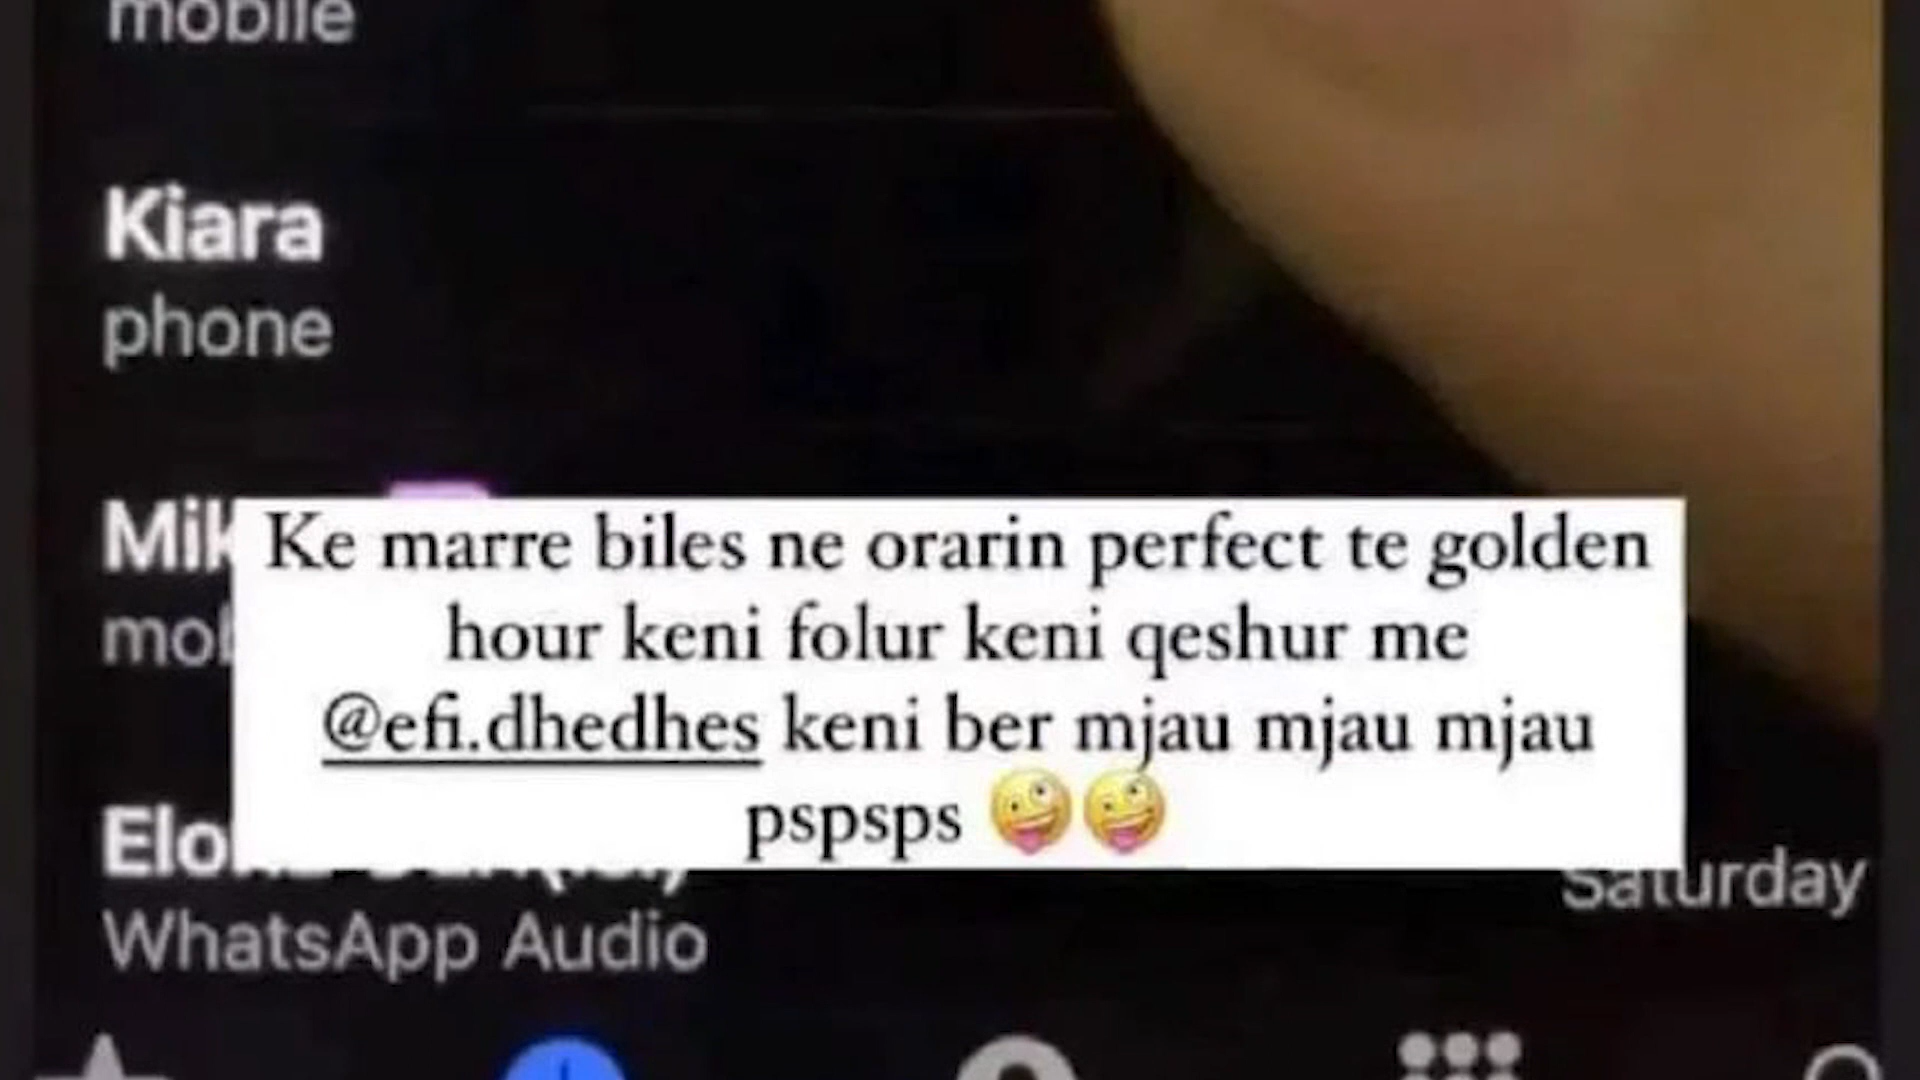 mobile
Kiara
phone
Ke marre biles ne orarin perfect te golden
hour keni folur keni qeshur me
@efi.dhedhes keni ber mjau mjau mjau
pspsps 🤪🤪
Saturday
WhatsApp Audio